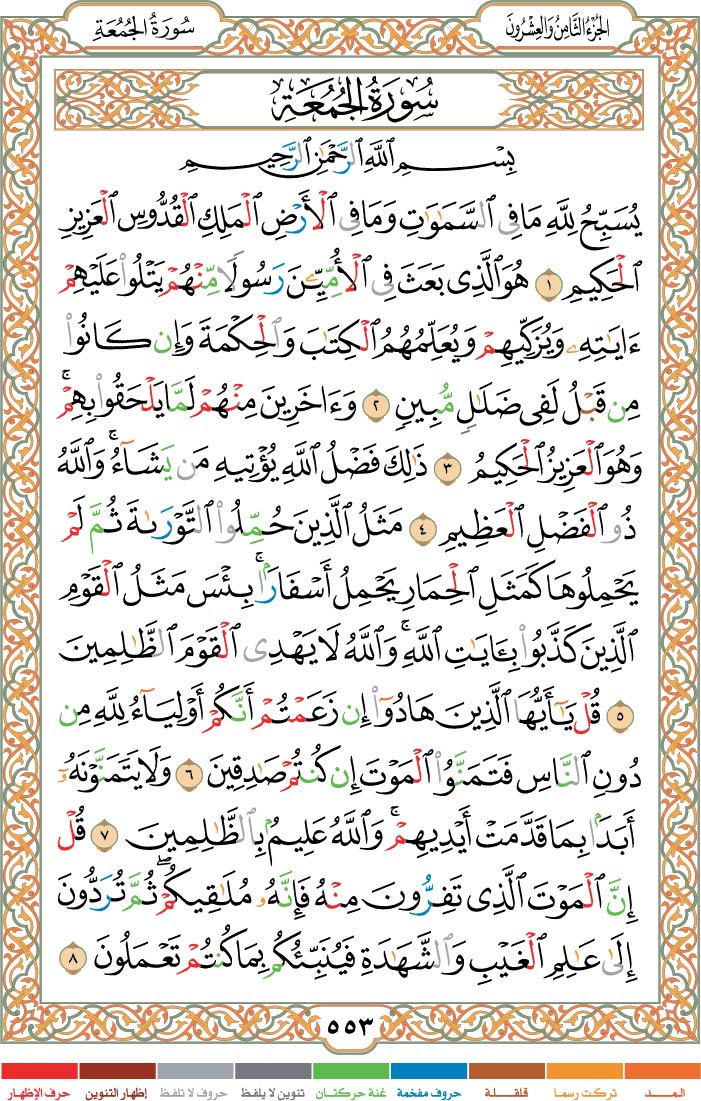 الجُزْءُ الثَّامِنُ وَالعِشْرُونَ
سُورَةُ الجُمُعَةِ
سُورَةُ الجُمُعَةِ
بِسْمِ اللَّهِ الرَّحْمَٰنِ الرَّحِيمِ
يُسَبِّحُ لِلَّهِ مَا فِى ٱلسَّمَٰوَٰتِ وَمَا فِى ٱلْأَرْضِ ٱلْمَلِكِ ٱلْقُدُّوسِ ٱلْعَزِيزِ
ٱلْحَكِيمِ ١ هُوَ ٱلَّذِى بَعَثَ فِى ٱلْأُمِّيِّـۧنَ رَسُولًا مِّنْهُمْ يَتْلُوا۟ عَلَيْهِمْ
ءَايَٰتِهِۦ وَيُزَكِّيهِمْ وَيُعَلِّمُهُمُ ٱلْكِتَٰبَ وَٱلْحِكْمَةَ وَإِن كَانُوا۟
مِن قَبْلُ لَفِى ضَلَٰلٍ مُّبِينٍ ٢ وَءَاخَرِينَ مِنْهُمْ لَمَّا يَلْحَقُوا۟ بِهِمْ ۚ
وَهُوَ ٱلْعَزِيزُ ٱلْحَكِيمُ ٣ ذَٰلِكَ فَضْلُ ٱللَّهِ يُؤْتِيهِ مَن يَشَآءُ ۚ وَٱللَّهُ
ذُو ٱلْفَضْلِ ٱلْعَظِيمِ ٤ مَثَلُ ٱلَّذِينَ حُمِّلُوا۟ ٱلتَّوْرَىٰةَ ثُمَّ لَمْ
يَحْمِلُوهَا كَمَثَلِ ٱلْحِمَارِ يَحْمِلُ أَسْفَارًۢا ۚ بِئْسَ مَثَلُ ٱلْقَوْمِ
ٱلَّذِينَ كَذَّبُوا۟ بِـَٔايَٰتِ ٱللَّهِ ۚ وَٱللَّهُ لَا يَهْدِى ٱلْقَوْمَ ٱلظَّٰلِمِينَ
٥ قُلْ يَٰٓأَيُّهَا ٱلَّذِينَ هَادُوٓا۟ إِن زَعَمْتُمْ أَنَّكُمْ أَوْلِيَآءُ لِلَّهِ مِن
دُونِ ٱلنَّاسِ فَتَمَنَّوُا۟ ٱلْمَوْتَ إِن كُنتُمْ صَٰدِقِينَ ٦ وَلَا يَتَمَنَّوْنَهُۥٓ
أَبَدًۢا بِمَا قَدَّمَتْ أَيْدِيهِمْ ۚ وَٱللَّهُ عَلِيمٌۢ بِٱلظَّٰلِمِينَ ٧ قُلْ
إِنَّ ٱلْمَوْتَ ٱلَّذِى تَفِرُّونَ مِنْهُ فَإِنَّهُۥ مُلَٰقِيكُمْ ۖ ثُمَّ تُرَدُّونَ
إِلَىٰ عَٰلِمِ ٱلْغَيْبِ وَٱلشَّهَٰدَةِ فَيُنَبِّئُكُم بِمَا كُنتُمْ تَعْمَلُونَ ٨
٥٥٣
المـد تركت رسما قلقلة حروف مفخمة غنة حركتان تنوين لا يلفظ حروف لا تلفظ إظهار التنوين حرف الإظهار